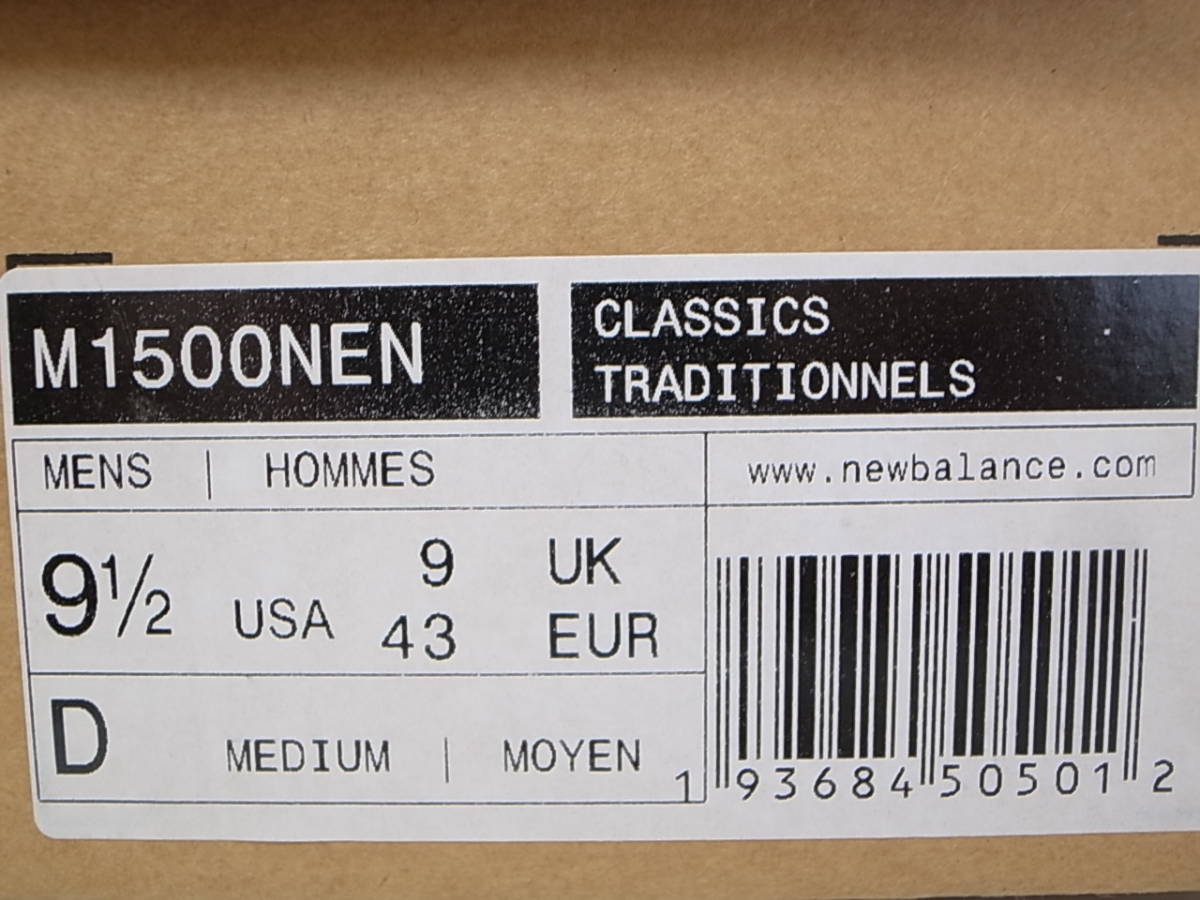 M1500NEN
CLASSICS
TRADITIONNELS
MENS | HOMMES
www.newbalance.com
9½ USA
9 UK
43 EUR
D MEDIUM | MOYEN
1 93684 50501 2